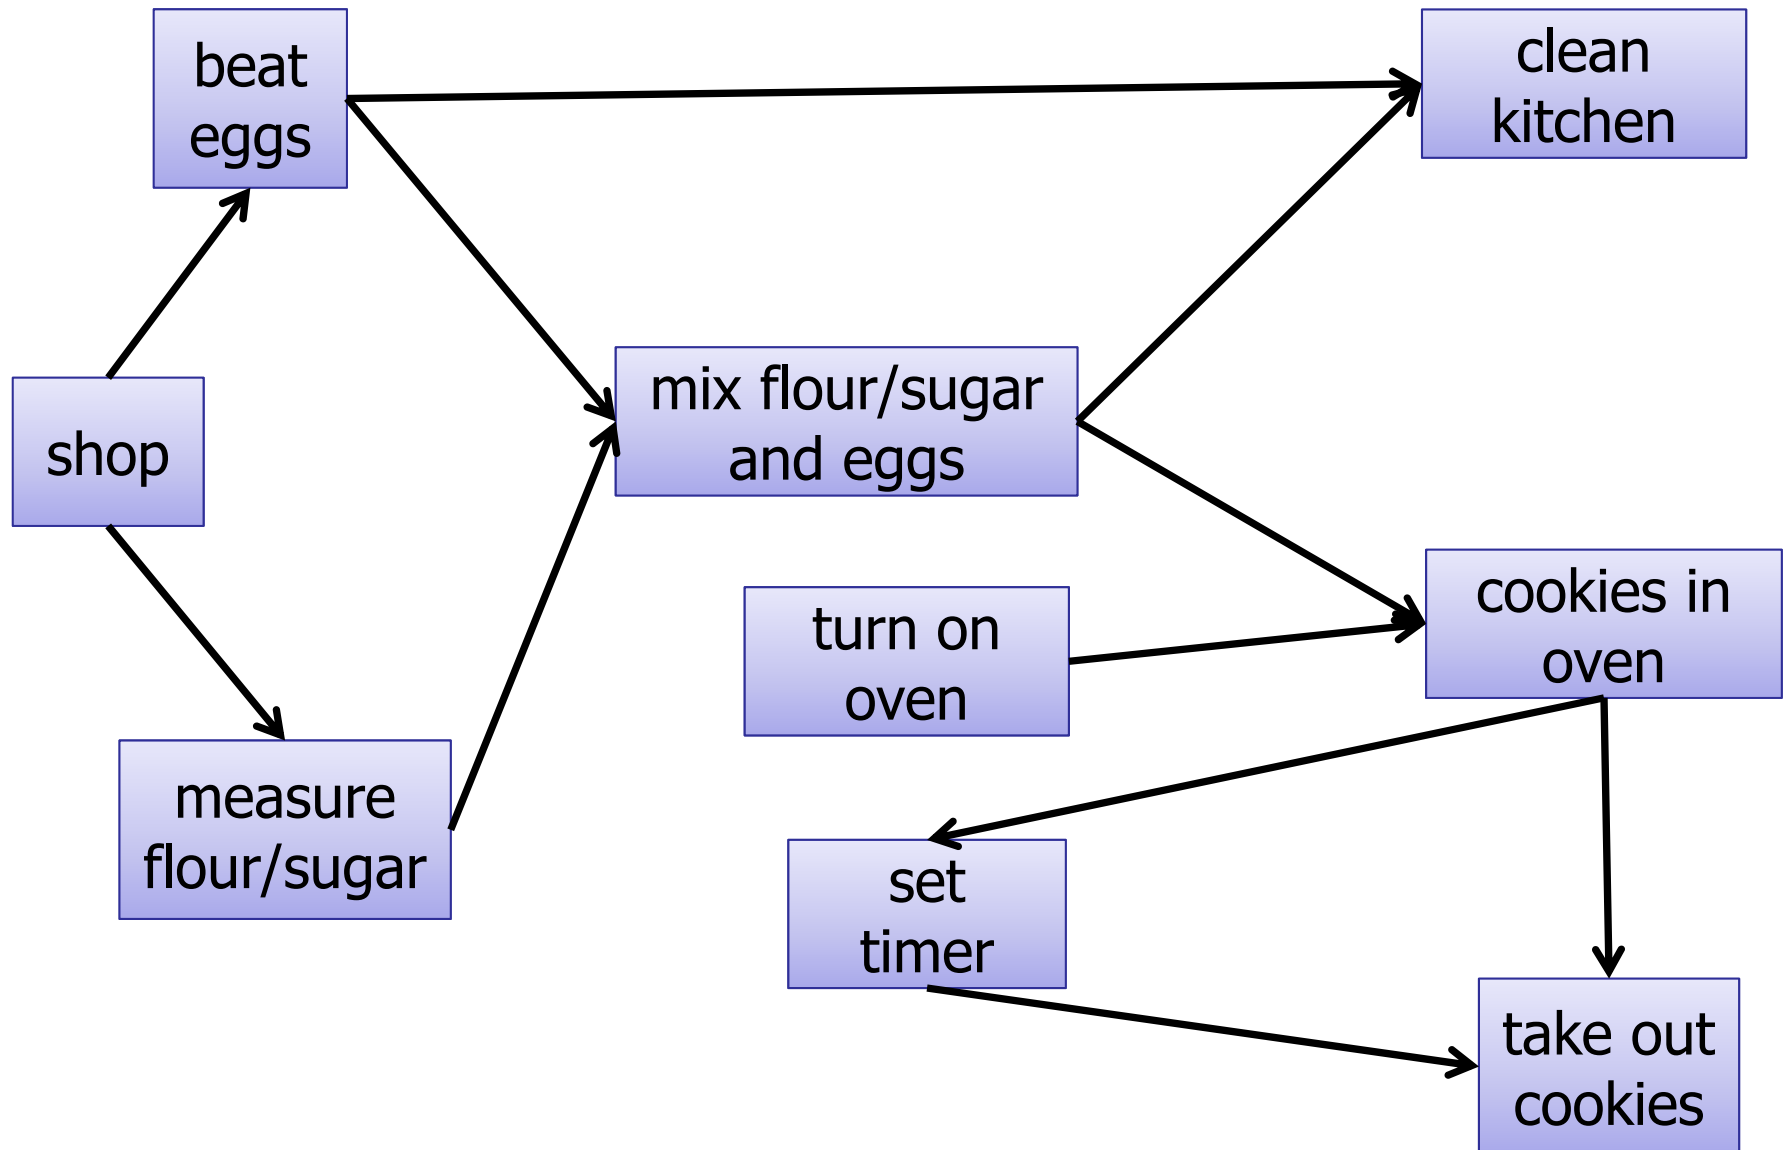 beat
eggs
clean
kitchen
shop
mix flour/sugar
and eggs
turn on
oven
cookies in
oven
measure
flour/sugar
set
timer
take out
cookies